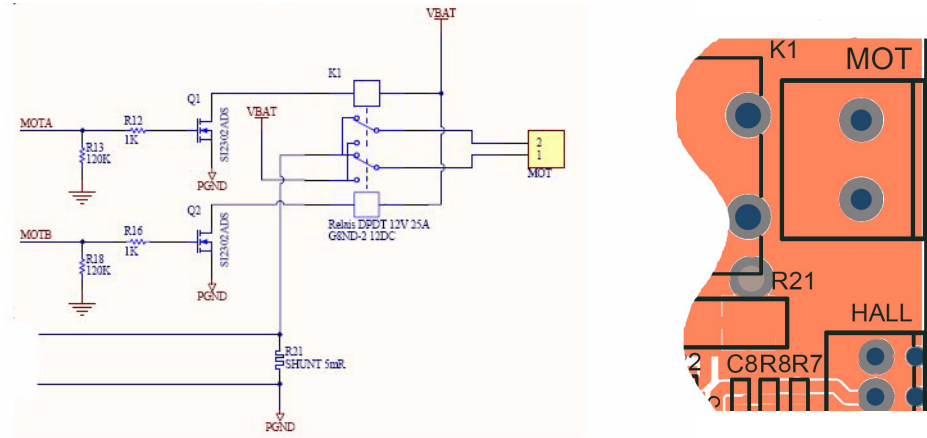 VBAT
K1
Q1
VBAT
MOTA
R12
1K
R13
120K
SI2302ADS
PGND
2
1
MOT
Q2
MOTB
R16
1K
R18
120K
SI2302ADS
PGND
Relais DPDT 12V 25A
G8ND-2 12DC
R21
SHUNT 5mR
PGND
K1
MOT
R21
HALL
2 C8R8R7